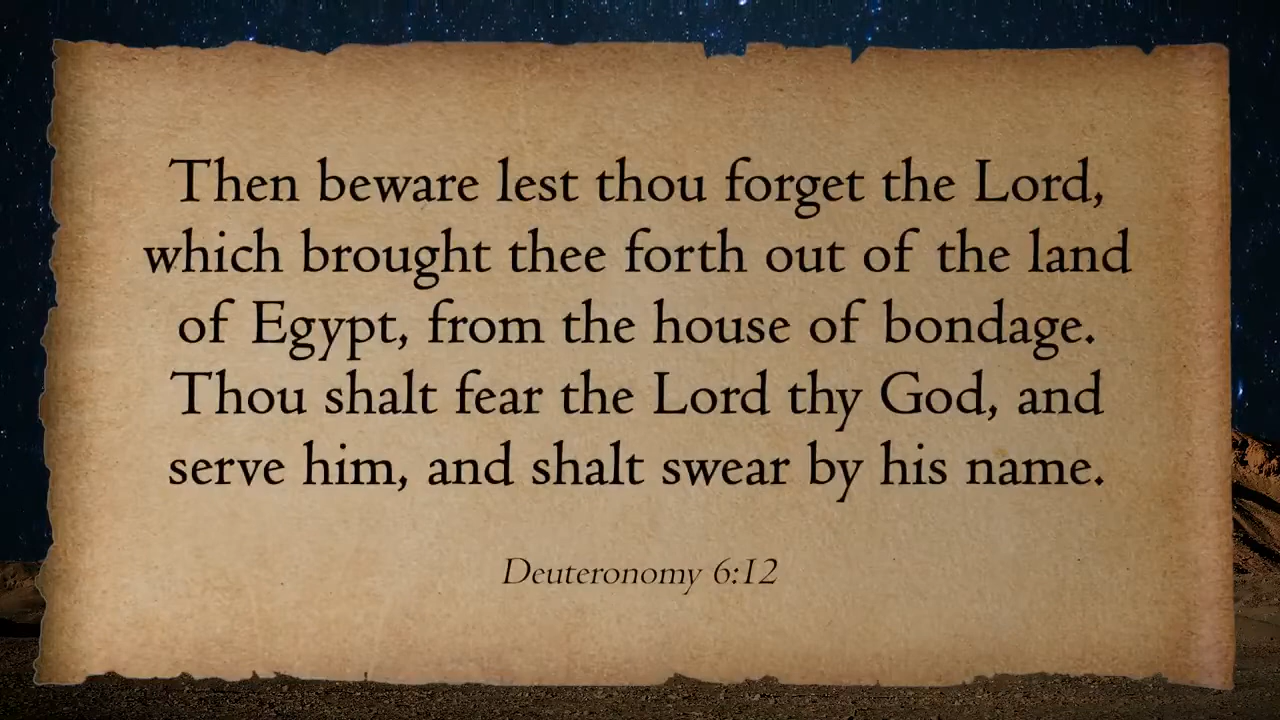 Then beware lest thou forget the Lord,
which brought thee forth out of the land
of Egypt, from the house of bondage.
Thou shalt fear the Lord thy God, and
serve him, and shalt swear by his name.
Deuteronomy 6:12